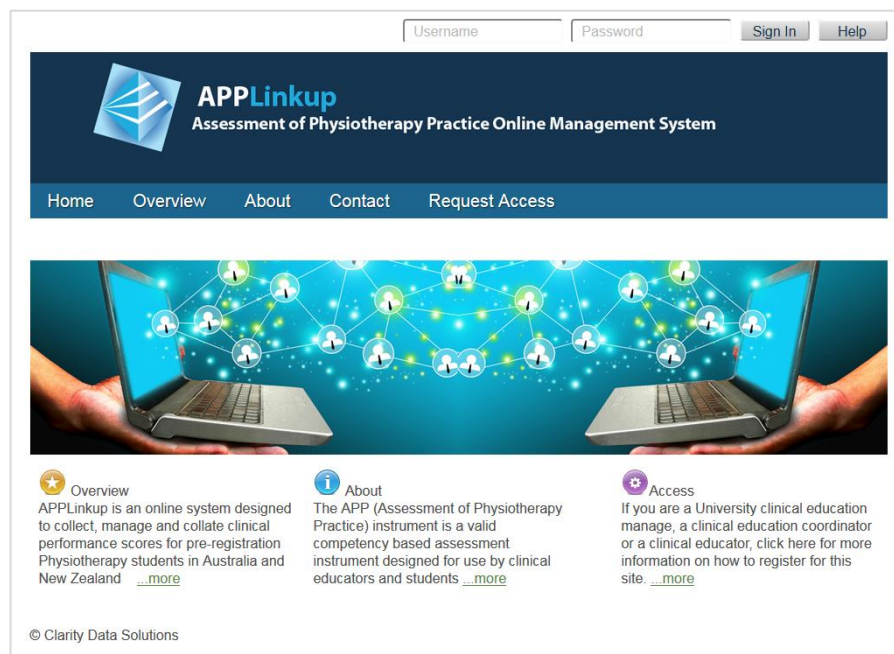 Username Password Sign In Help
APPLinkup
Assessment of Physiotherapy Practice Online Management System
Home Overview About Contact Request Access
Overview
APPLinkup is an online system designed
to collect, manage and collate clinical
performance scores for pre-registration
Physiotherapy students in Australia and
New Zealand ...more
About
The APP (Assessment of Physiotherapy
Practice) instrument is a valid
competency based assessment
instrument designed for use by clinical
educators and students ...more
Access
If you are a University clinical education
manage, a clinical education coordinator
or a clinical educator, click here for more
information on how to register for this
site. ...more
© Clarity Data Solutions